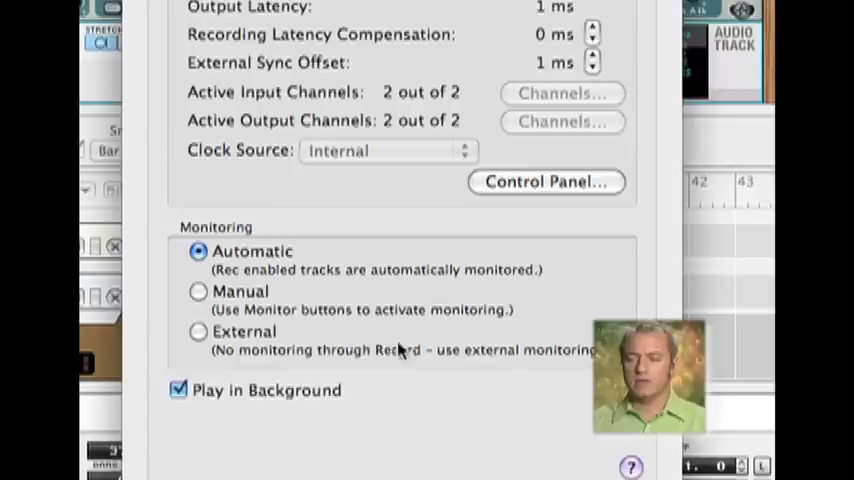 Output Latency: 1 ms
Recording Latency Compensation: 0 ms
External Sync Offset: 1 ms
Active Input Channels: 2 out of 2 Channels...
Active Output Channels: 2 out of 2 Channels...
Clock Source: Internal
Control Panel...
Monitoring
Automatic
(Rec enabled tracks are automatically monitored.)
Manual
(Use Monitor buttons to activate monitoring.)
External
(No monitoring through Record - use external monitoring
Play in Background
?
STRETCH
AUDIO
TRACK
Bar
42 43
1. 0 L